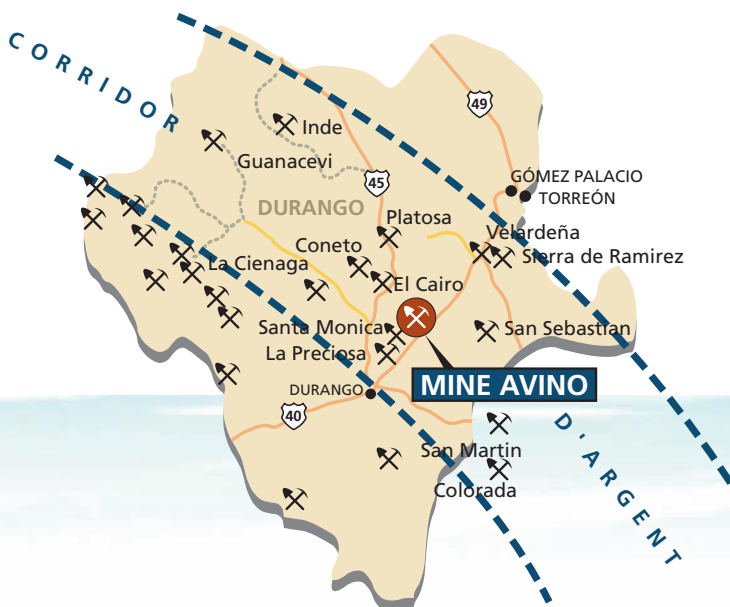 CORRIDOR
49
Inde
Guanacevi
GÓMEZ PALACIO
45
TORREÓN
DURANGO
Platosa
Velardeña
Coneto
Sierra de Ramirez
La Cienaga
El Cairo
Santa Monica
San Sebastian
La Preciosa
MINE AVINO
DURANGO
40
D'ARGENT
San Martin
Colorada